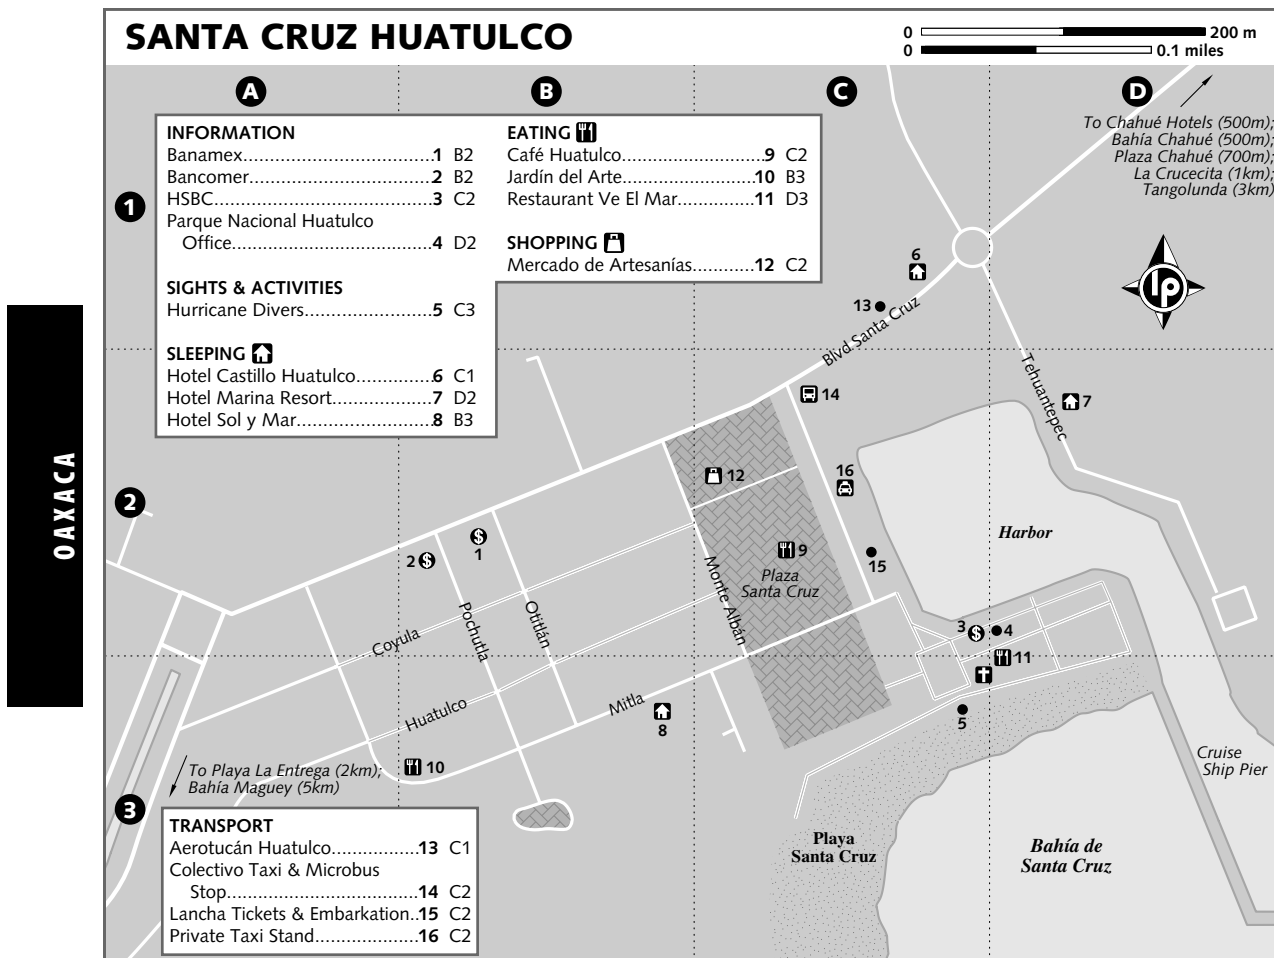 SANTA CRUZ HUATULCO
0 200 m
0 0.1 miles
A B C D
To Chahué Hotels (500m);
Bahía Chahué (500m);
Plaza Chahué (700m);
La Crucecita (1km);
Tangolunda (3km)
INFORMATION
Banamex...................................1 B2
Bancomer..................................2 B2
HSBC........................................3 C2
Parque Nacional Huatulco
Office.....................................4 D2
SIGHTS & ACTIVITIES
Hurricane Divers........................5 C3
SLEEPING
Hotel Castillo Huatulco..............6 C1
Hotel Marina Resort...................7 D2
Hotel Sol y Mar.........................8 B3
EATING
Café Huatulco..........................9 C2
Jardín del Arte........................10 B3
Restaurant Ve El Mar..............11 D3
SHOPPING
Mercado de Artesanías............12 C2
1
6
lp
13
Blvd Santa Cruz
OAXACA
14
Tehuantepec
7
12
16
2
Harbor
2 $
$ 1
9
15
Plaza
Santa Cruz
Monte Albán
Pochutla
Otitlán
Coyula
3 $
4
11
Huatulco
Mitla
8
5
10
Cruise
Ship Pier
To Playa La Entrega (2km);
Bahía Maguey (5km)
3
TRANSPORT
Aerotucán Huatulco................13 C1
Colectivo Taxi & Microbus
Stop...................................14 C2
Lancha Tickets & Embarkation..15 C2
Private Taxi Stand....................16 C2
Playa
Santa Cruz
Bahía de
Santa Cruz